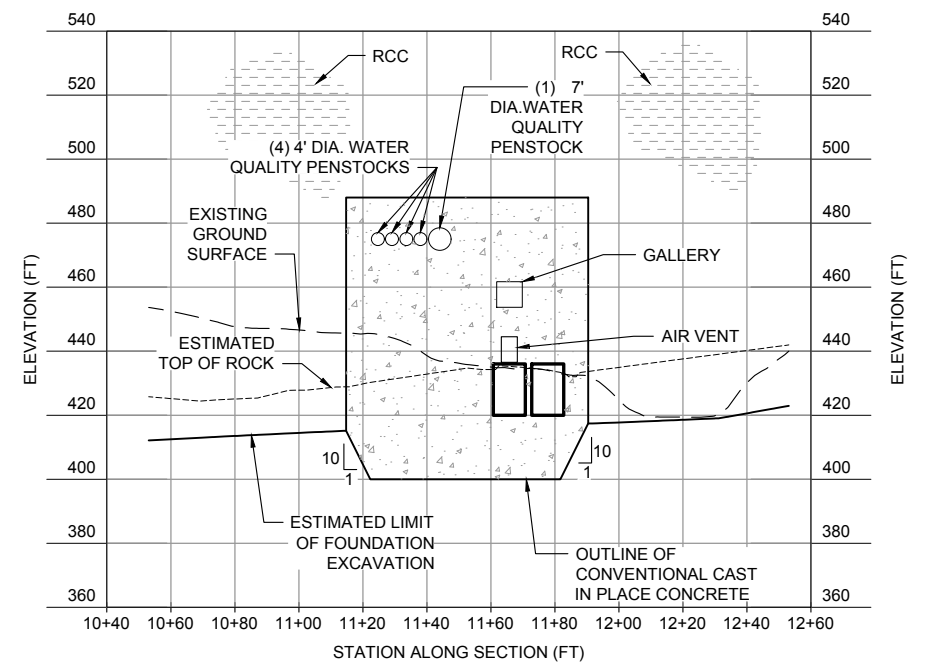 540
520
500
480
460
440
420
400
380
360
ELEVATION (FT)
RCC
(4) 4' DIA. WATER
QUALITY PENSTOCKS
(1) 7'
DIA.WATER
QUALITY
PENSTOCK
RCC
EXISTING
GROUND
SURFACE
ESTIMATED
TOP OF ROCK
GALLERY
AIR VENT
10
1
10
1
ESTIMATED LIMIT
OF FOUNDATION
EXCAVATION
OUTLINE OF
CONVENTIONAL CAST
IN PLACE CONCRETE
540
520
500
480
460
440
420
400
380
360
ELEVATION (FT)
10+40 10+60 10+80 11+00 11+20 11+40 11+60 11+80 12+00 12+20 12+40 12+60
STATION ALONG SECTION (FT)